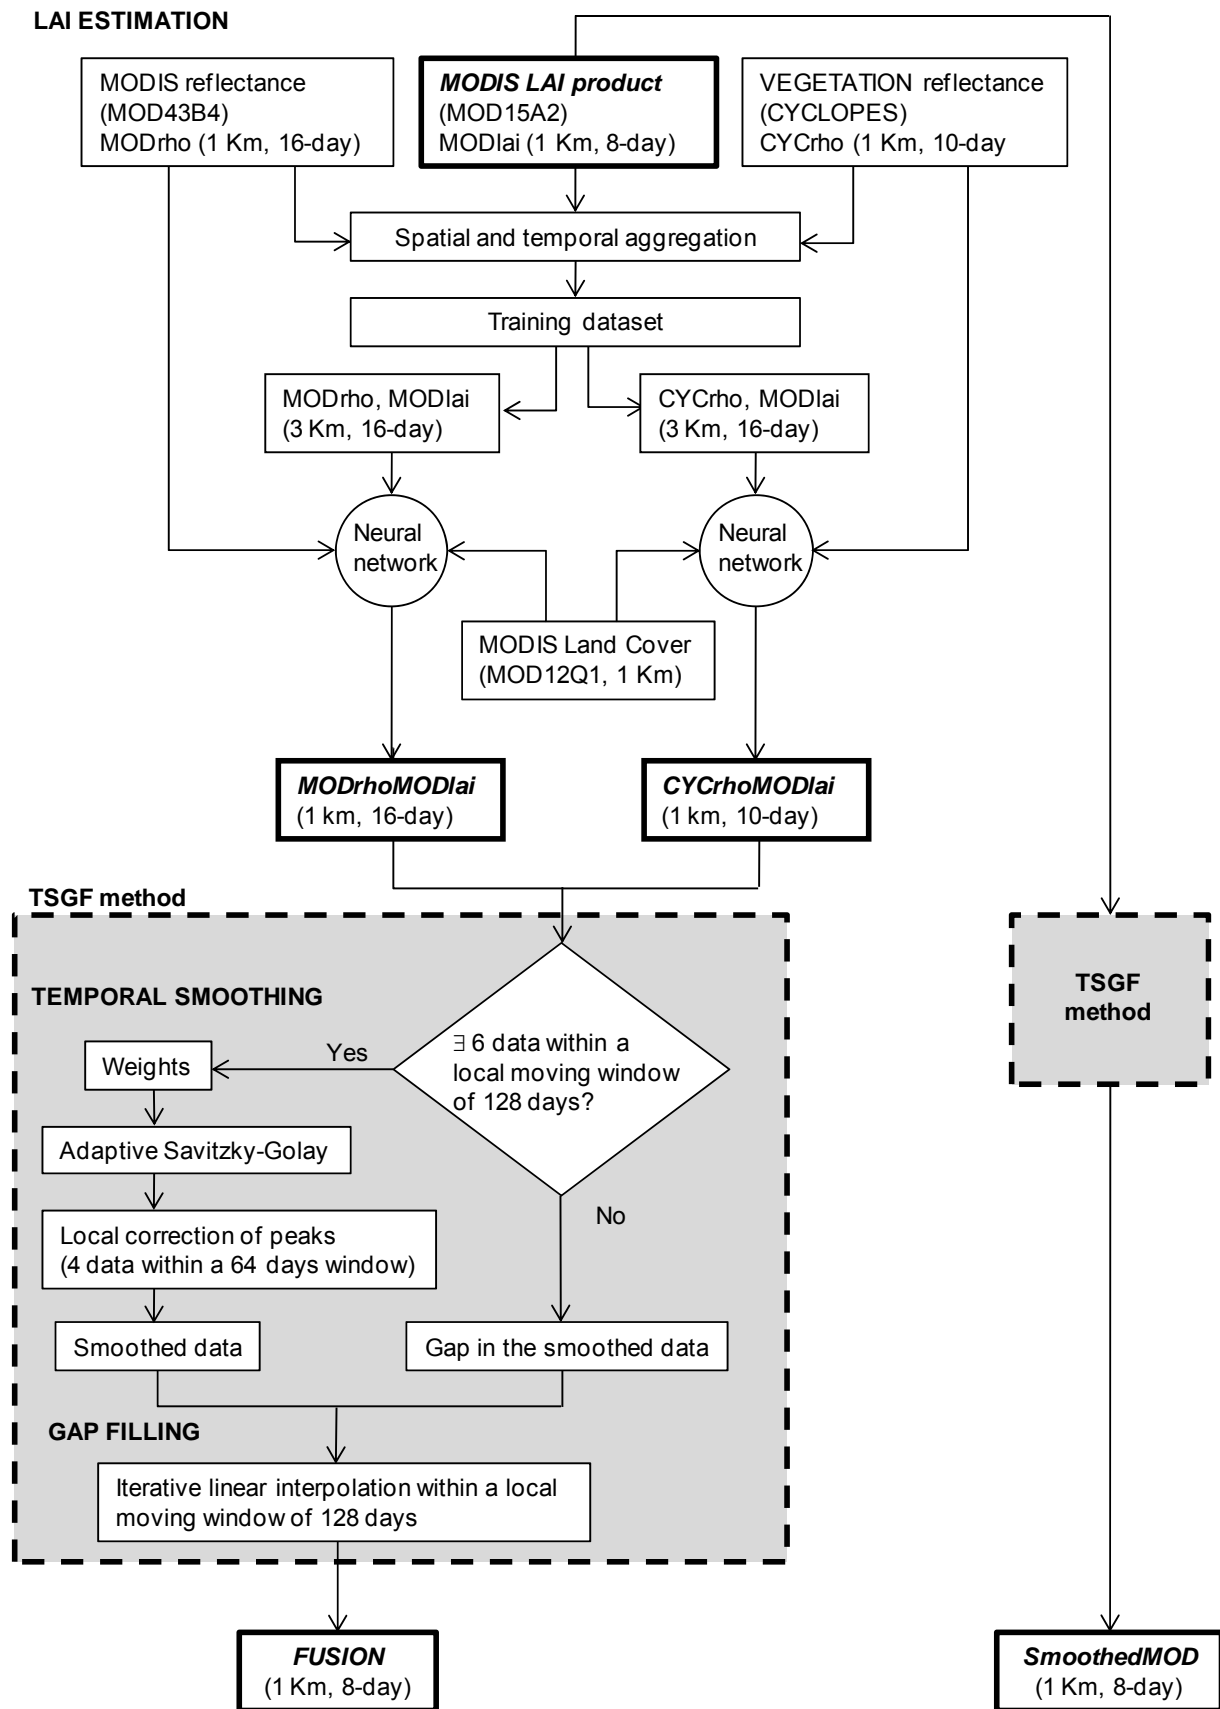 LAI ESTIMATION
MODIS reflectance
(MOD43B4)
MODrho (1 Km, 16-day)
MODIS LAI product
(MOD15A2)
MODlai (1 Km, 8-day)
VEGETATION reflectance
(CYCLOPES)
CYCrho (1 Km, 10-day
Spatial and temporal aggregation
Training dataset
MODrho, MODlai
(3 Km, 16-day)
CYCrho, MODlai
(3 Km, 16-day)
Neural
network
Neural
network
MODIS Land Cover
(MOD12Q1, 1 Km)
MODrhoMODlai
(1 km, 16-day)
CYCrhoMODlai
(1 km, 10-day)
TSGF method
TEMPORAL SMOOTHING
∃ 6 data within a
local moving window
of 128 days?
Yes
Weights
Adaptive Savitzky-Golay
Local correction of peaks
(4 data within a 64 days window)
No
Smoothed data
Gap in the smoothed data
GAP FILLING
Iterative linear interpolation within a local
moving window of 128 days
TSGF
method
FUSION
(1 Km, 8-day)
SmoothedMOD
(1 Km, 8-day)